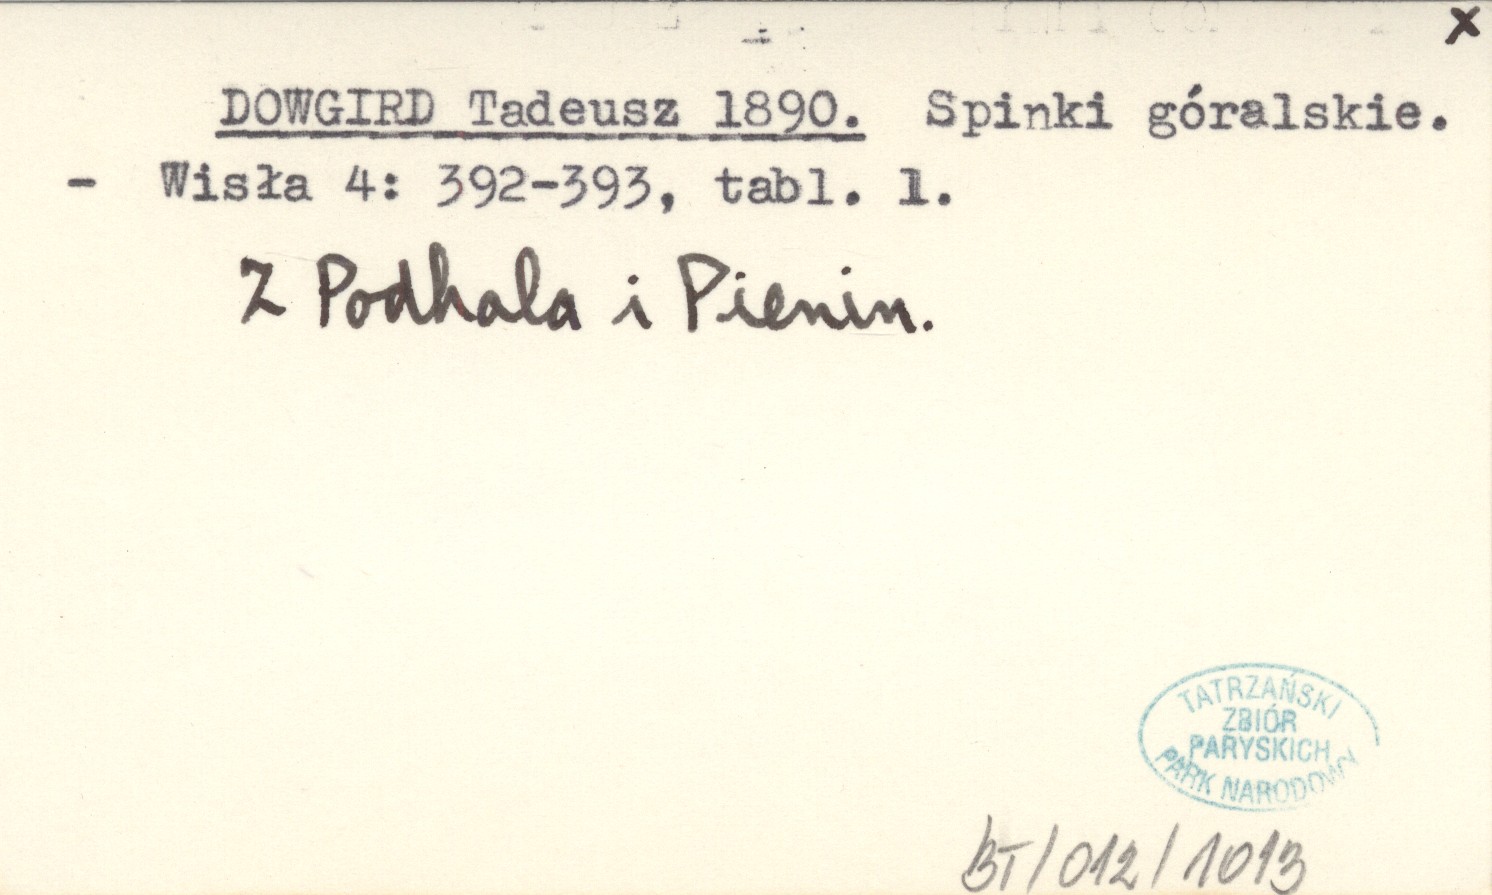 x
DOWGIRD Tadeusz 1890. Spinki góralskie.
- Wisła 4: 392-393, tabl. 1.
Z Podhala i Pienin.
TATRZAŃSKI
ZBIÓR
PARYSKICH
PARK NARODOWY
BT/012/1013